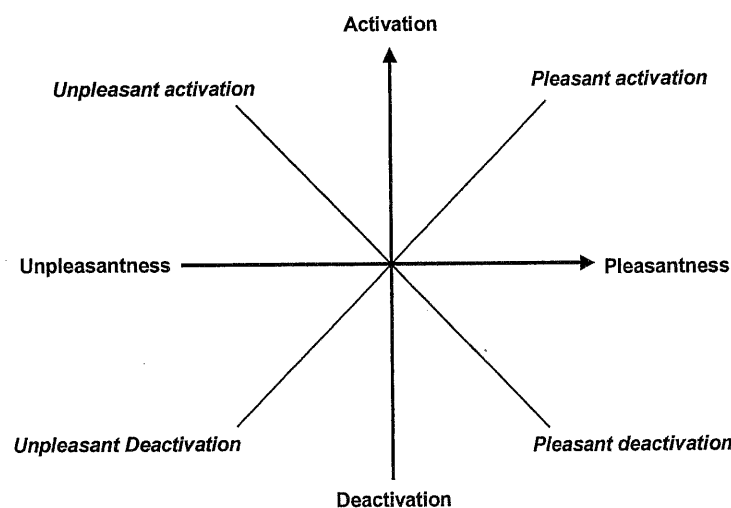 Activation
Unpleasant activation
Pleasant activation
Unpleasantness
Pleasantness
Unpleasant Deactivation
Pleasant deactivation
Deactivation